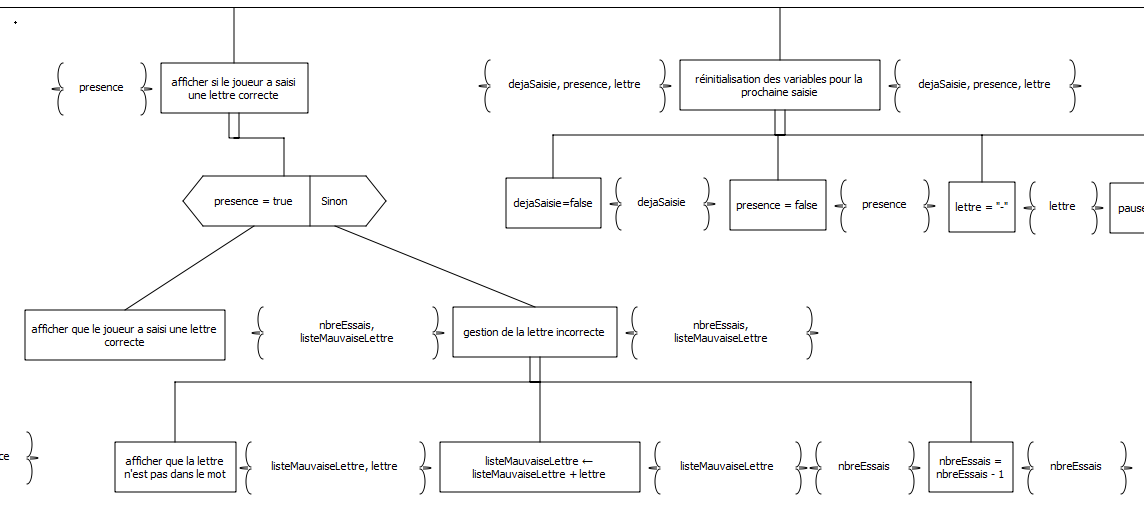 presence
afficher si le joueur a saisi
une lettre correcte
dejaSaisie, presence, lettre
réinitialisation des variables pour la
prochaine saisie
dejaSaisie, presence, lettre
presence = true
Sinon
dejaSaisie=false
dejaSaisie
presence = false
presence
lettre = "-"
lettre
pause
afficher que le joueur a saisi une lettre
correcte
nbreEssais,
listeMauvaiseLettre
gestion de la lettre incorrecte
nbreEssais,
listeMauvaiseLettre
ce
afficher que la lettre
n'est pas dans le mot
listeMauvaiseLettre, lettre
listeMauvaiseLettre ←
listeMauvaiseLettre + lettre
listeMauvaiseLettre
nbreEssais
nbreEssais =
nbreEssais - 1
nbreEssais